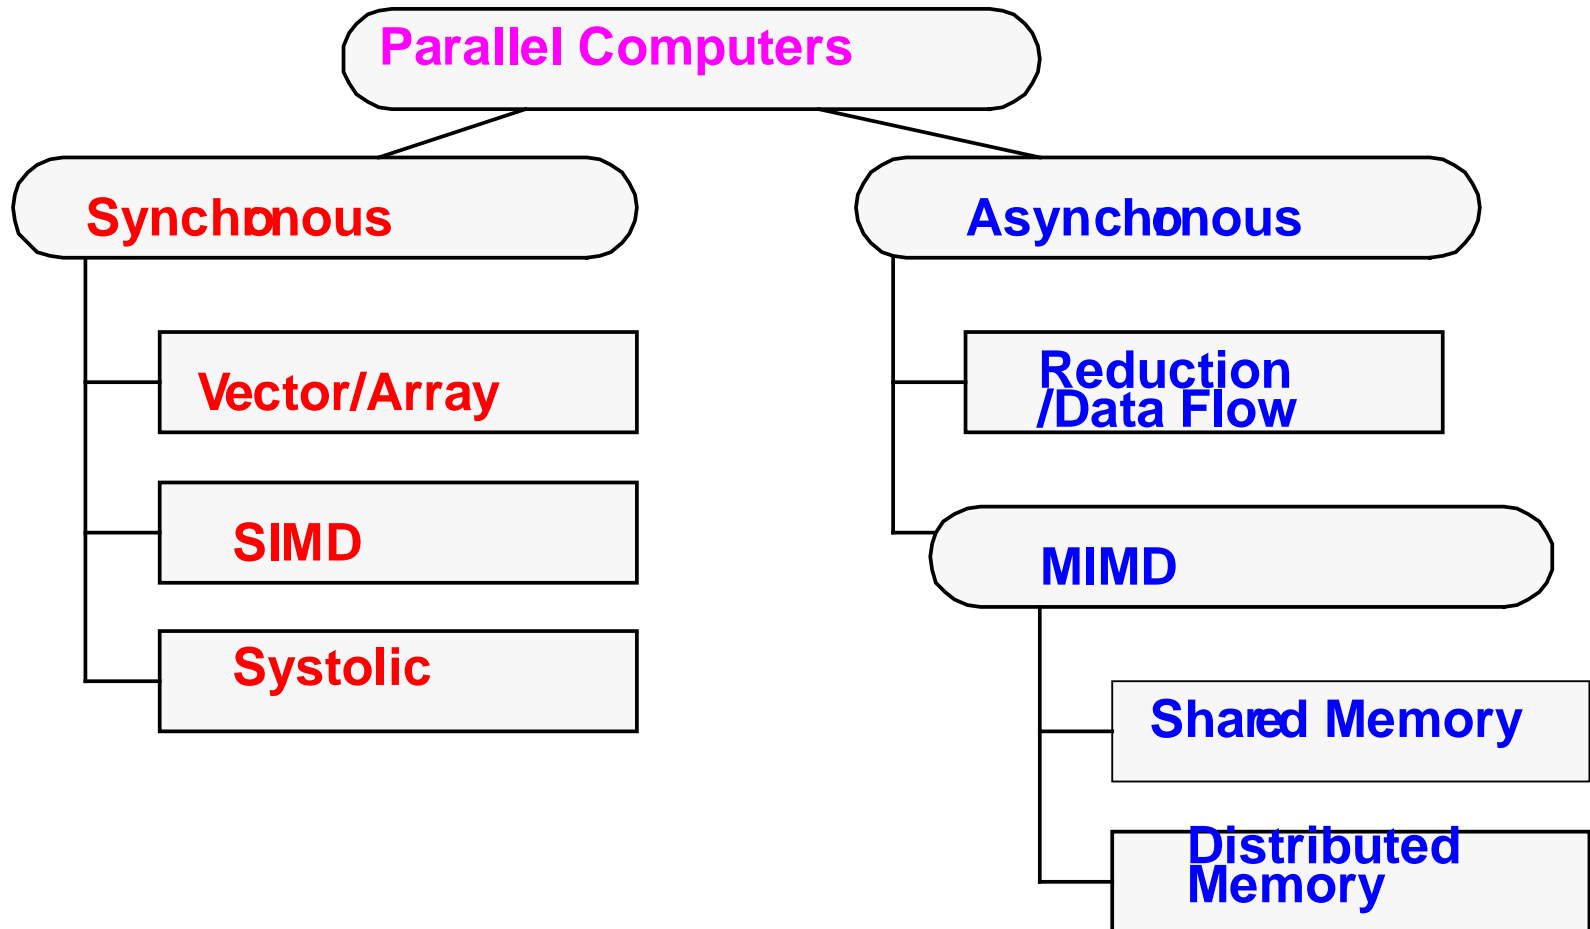 Parallel Computers
Synchronous
Asynchronous
Vector/Array
Reduction
/Data Flow
SIMD
MIMD
Systolic
Shared Memory
Distributed
Memory